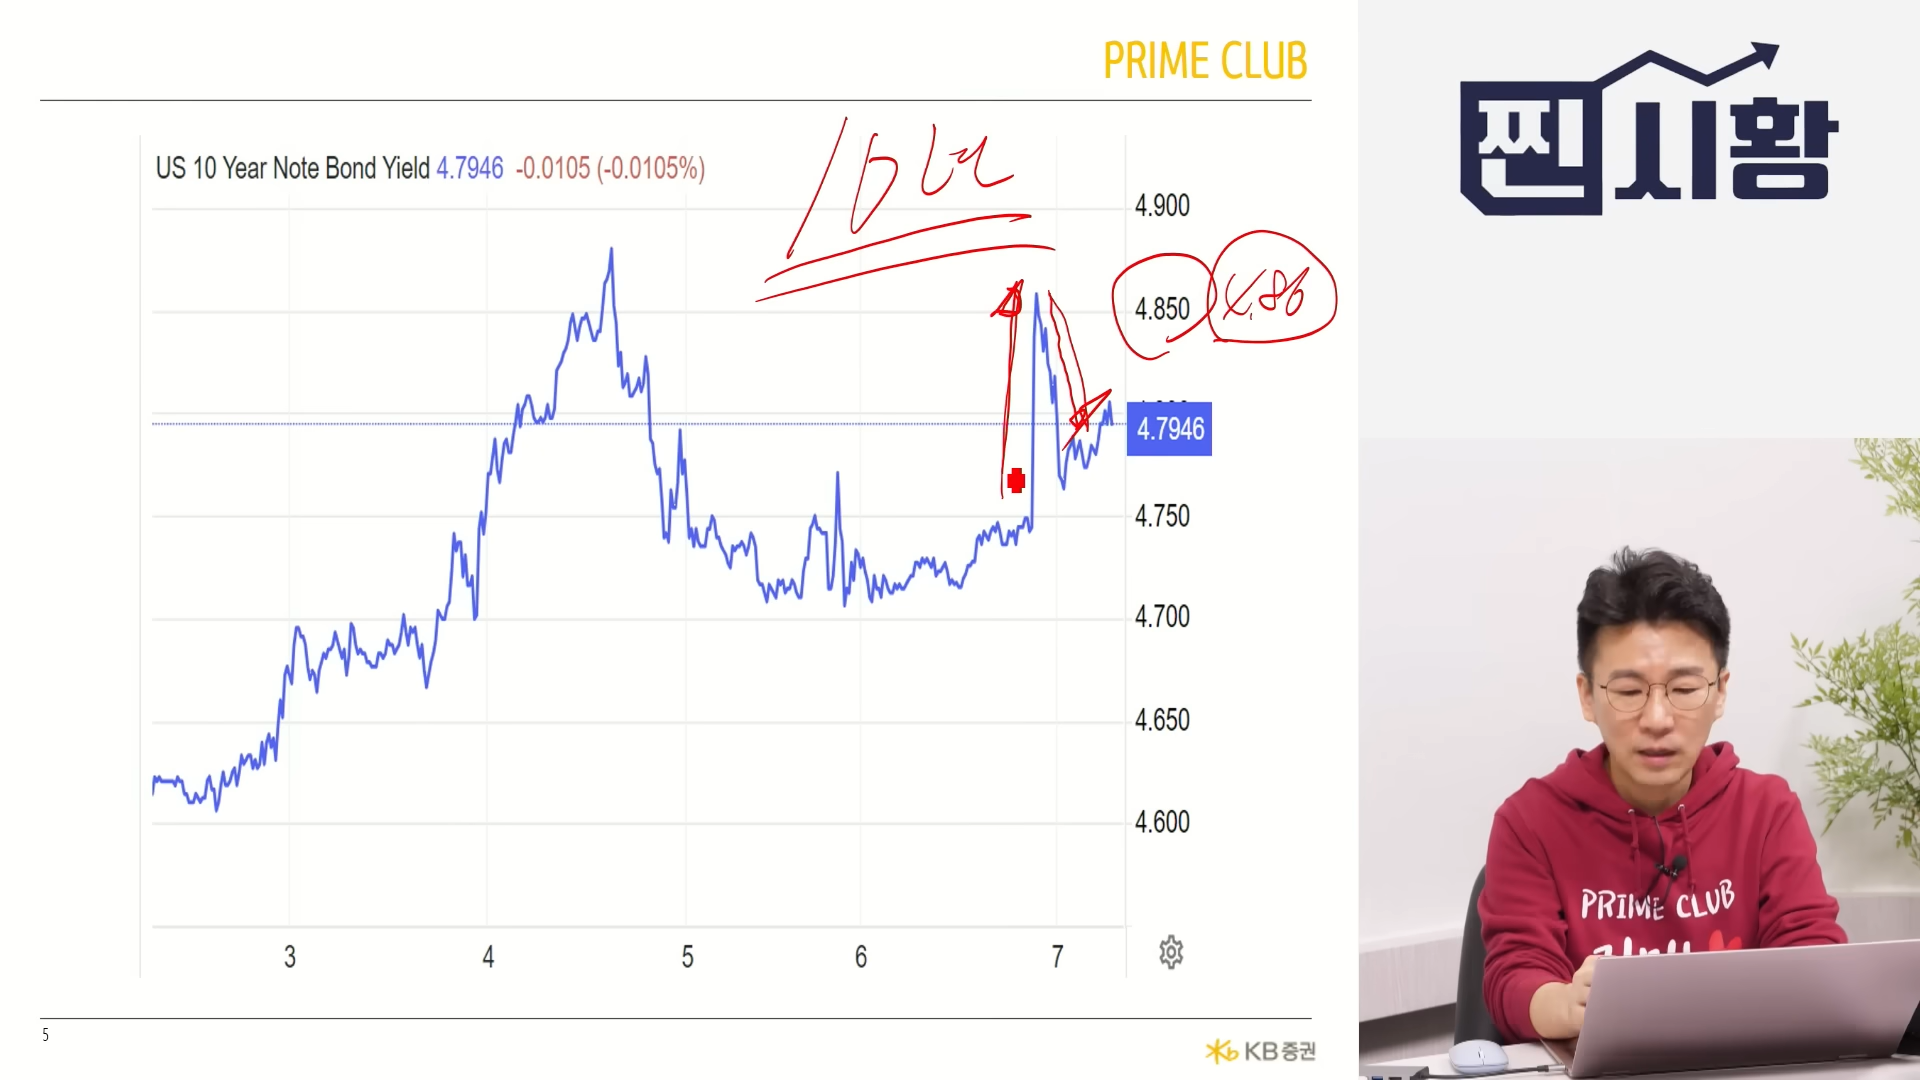 PRIME CLUB
찐시황
US 10 Year Note Bond Yield 4.7946 -0.0105 (-0.0105%)
10년
4.900
4.850
4.86
4.7946
4.750
4.700
4.650
4.600
3 4 5 6 7
PRIME CLUB
5
KB증권